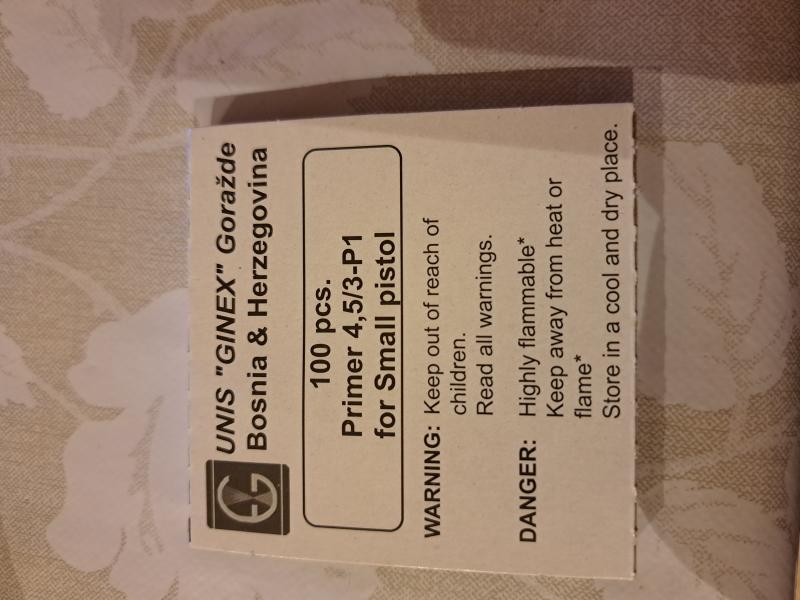 UNIS "GINEX" Goražde
Bosnia & Herzegovina
100 pcs.
Primer 4,5/3-P1
for Small pistol
WARNING: Keep out of reach of
children.
Read all warnings.
DANGER: Highly flammable*
Keep away from heat or
flame*
Store in a cool and dry place.